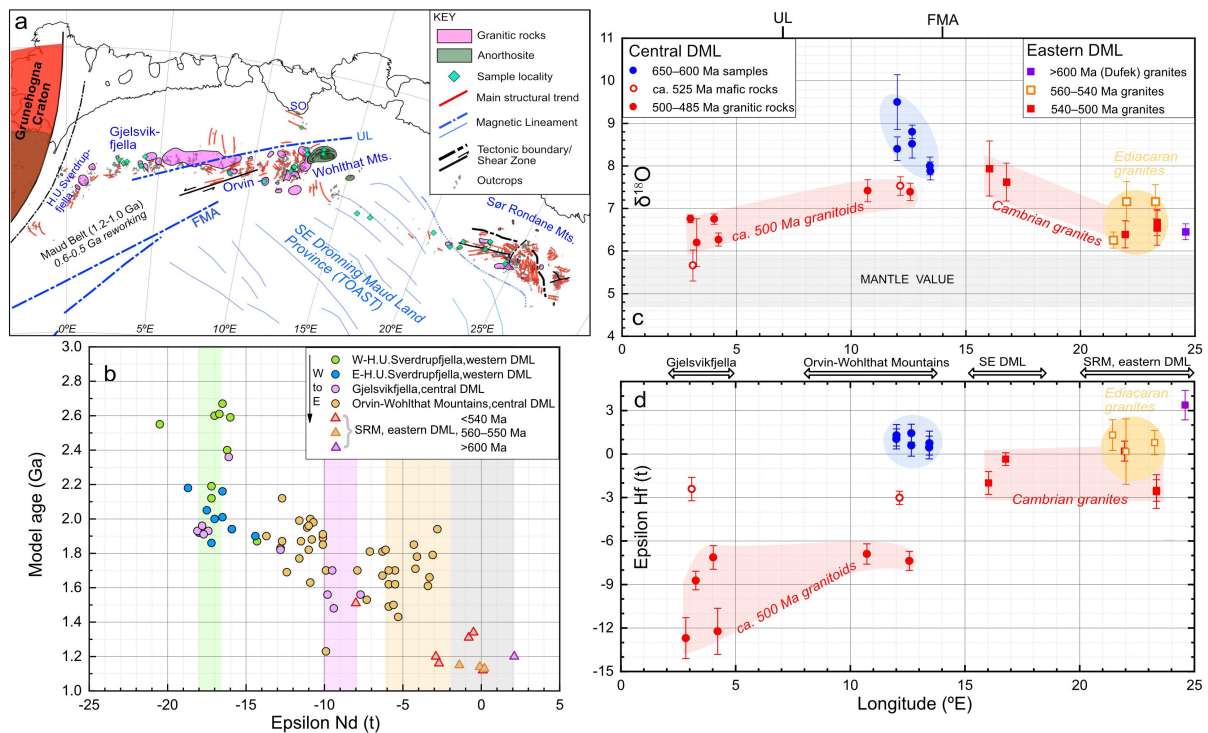 a
Grunehogna
Craton
H.U.Sverdrup-
fjella
Gjelsvik-
fjella
SO
UL
Orvin
Wohlthat Mts.
Maud Belt (1.2-1.0 Ga)
0.6-0.5 Ga reworking
FMA
SE Dronning Maud Land
Province (TOAST)
Sør Rondane Mts.
0°E
5°E
10°E
15°E
20°E
25°E
KEY
Granitic rocks
Anorthosite
Sample locality
Main structural trend
Magnetic Lineament
Tectonic boundary/
Shear Zone
Outcrops
b
Model age (Ga)
3.0
2.8
2.6
2.4
2.2
2.0
1.8
1.6
1.4
1.2
1.0
-25
-20
-15
-10
-5
0
5
Epsilon Nd (t)
W
to
E
W-H.U.Sverdrupfjella,western DML
E-H.U.Sverdrupfjella,western DML
Gjelsvikfjella,central DML
Orvin-Wohlthat Mountains,central DML
SRM, eastern DML,
<540 Ma
560–550 Ma
>600 Ma
UL
FMA
δ18O
11
10
9
8
7
6
5
4
Central DML
650–600 Ma samples
ca. 525 Ma mafic rocks
500–485 Ma granitic rocks
Eastern DML
>600 Ma (Dufek) granites
560–540 Ma granites
540–500 Ma granites
Ediacaran
granites
ca. 500 Ma granitoids
Cambrian granites
MANTLE VALUE
c
0
5
10
15
20
25
Gjelsvikfjella
Orvin-Wohlthat Mountains
SE DML
SRM, eastern DML
d
Epsilon Hf (t)
3
0
-3
-6
-9
-12
-15
Ediacaran
granites
Cambrian granites
ca. 500 Ma granitoids
0
5
10
15
20
25
Longitude (ºE)